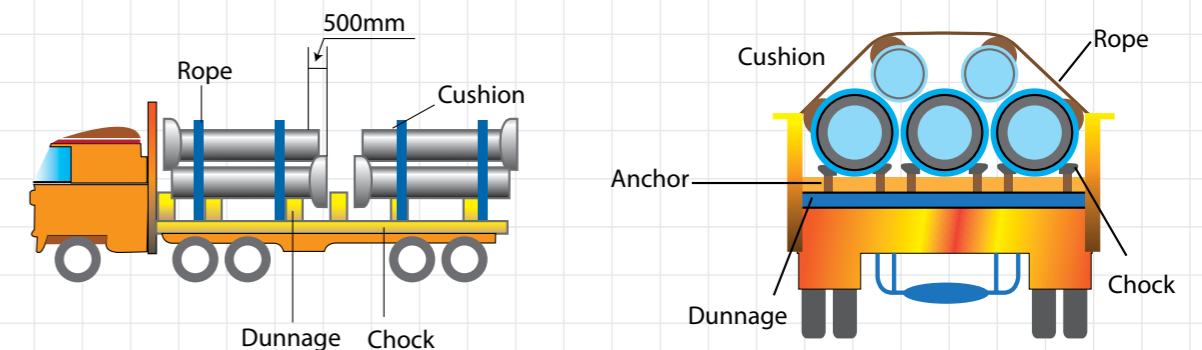 500mm
Rope
Cushion
Dunnage
Chock
Cushion
Rope
Anchor
Dunnage
Chock